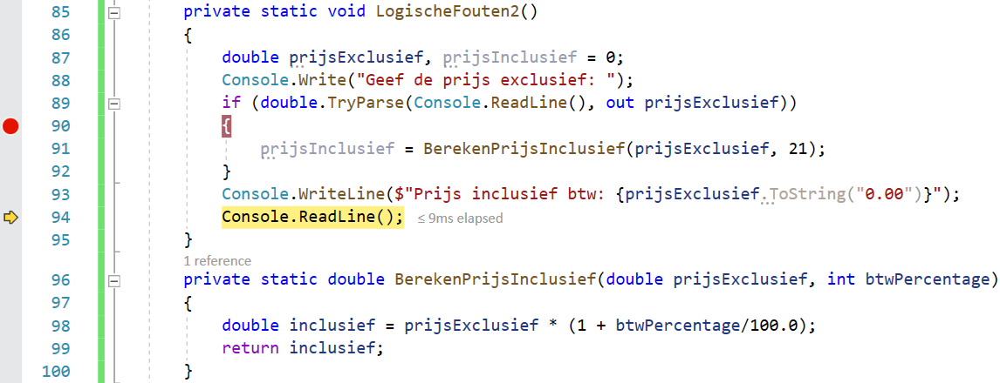 85 private static void LogischeFouten2()
86 {
87 double prijsExclusief, prijsInclusief = 0;
88 Console.Write("Geef de prijs exclusief: ");
89 if (double.TryParse(Console.ReadLine(), out prijsExclusief))
90 {
91 prijsInclusief = BerekenPrijsInclusief(prijsExclusief, 21);
92 }
93 Console.WriteLine($"Prijs inclusief btw: {prijsExclusief.ToString("0.00")}");
94 Console.ReadLine(); ≤ 9ms elapsed
95 }
1 reference
96 private static double BerekenPrijsInclusief(double prijsExclusief, int btwPercentage)
97 {
98 double inclusief = prijsExclusief * (1 + btwPercentage/100.0);
99 return inclusief;
100 }